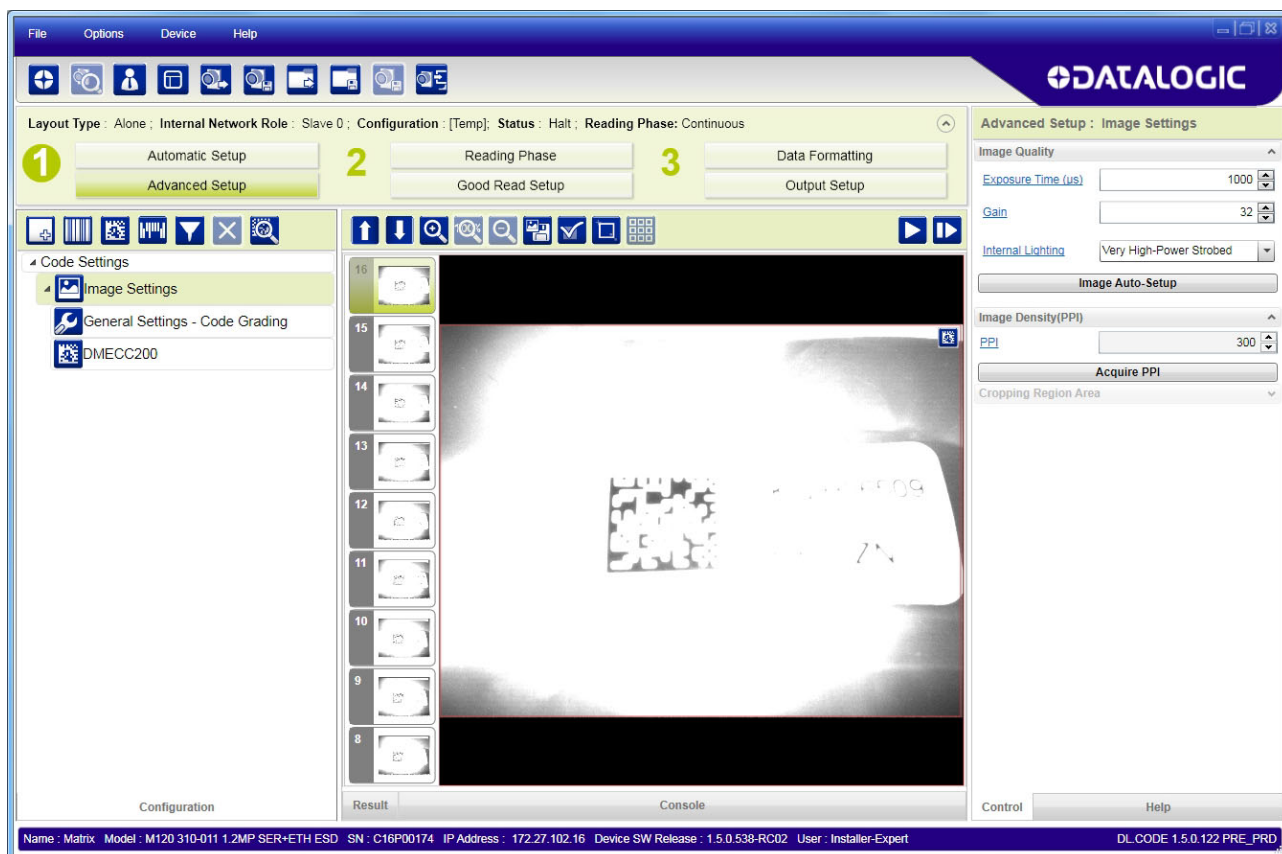 File Options Device Help
DATALOGIC
Layout Type : Alone ; Internal Network Role : Slave 0 ; Configuration : [Temp]; Status : Halt ; Reading Phase: Continuous
1 Automatic Setup 2 Reading Phase 3 Data Formatting
Advanced Setup Good Read Setup Output Setup
Advanced Setup : Image Settings
Image Quality
Exposure Time (µs) 1000
Gain 32
Internal Lighting Very High-Power Strobed
Image Auto-Setup
Image Density(PPI)
PPI 300
Acquire PPI
Cropping Region Area
Code Settings
Image Settings
General Settings - Code Grading
DMECC200
100%
16
15
14
13
12
11
10
9
8
ZN
Configuration
Result Console
Control Help
Name : Matrix Model : M120 310-011 1.2MP SER+ETH ESD SN : C16P00174 IP Address : 172.27.102.16 Device SW Release : 1.5.0.538-RC02 User : Installer-Expert DL.CODE 1.5.0.122 PRE_PRD